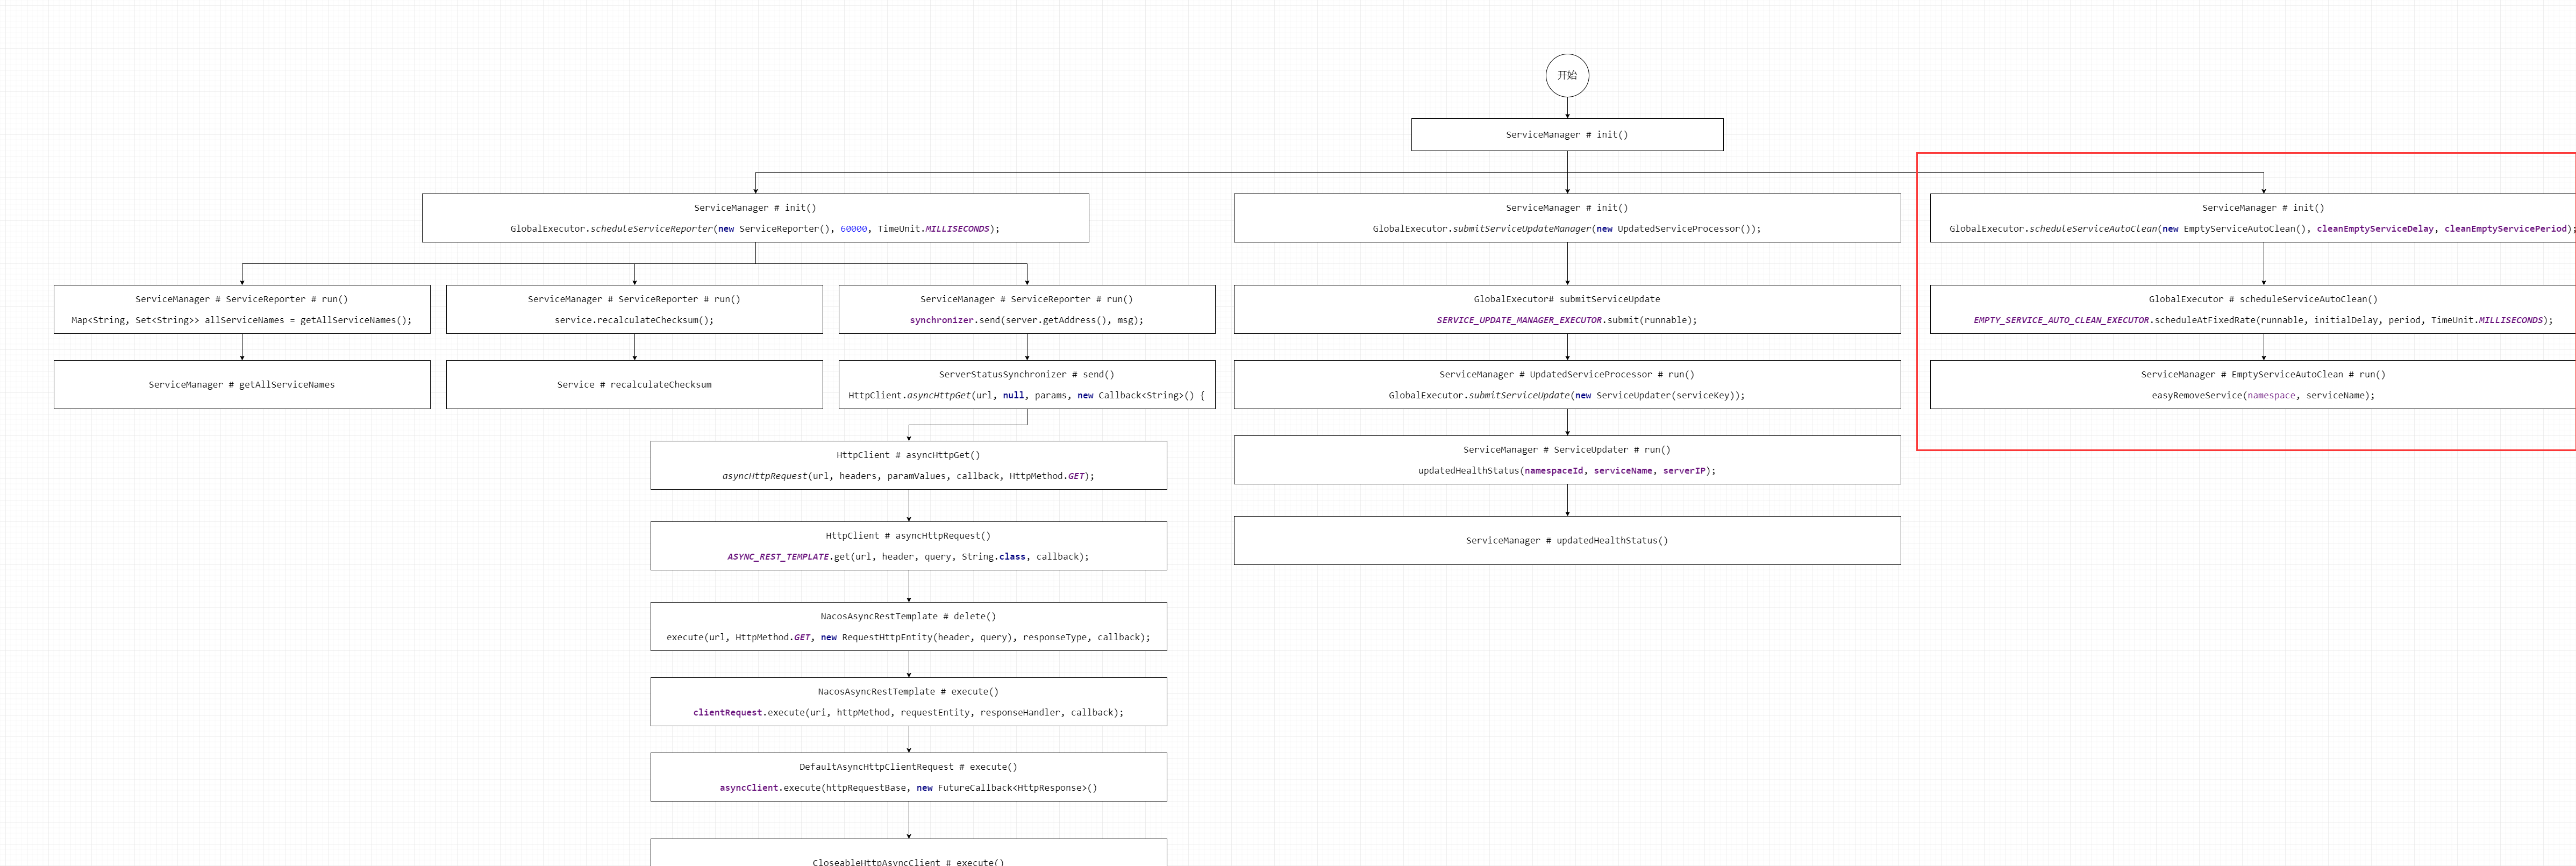 开始
ServiceManager # init()
ServiceManager # init()
GlobalExecutor.scheduleServiceReporter(new ServiceReporter(), 60000, TimeUnit.MILLISECONDS);
ServiceManager # init()
GlobalExecutor.submitServiceUpdateManager(new UpdatedServiceProcessor());
ServiceManager # init()
GlobalExecutor.scheduleServiceAutoClean(new EmptyServiceAutoClean(), cleanEmptyServiceDelay, cleanEmptyServicePeriod);
ServiceManager # ServiceReporter # run()
Map<String, Set<String>> allServiceNames = getAllServiceNames();
ServiceManager # ServiceReporter # run()
service.recalculateChecksum();
ServiceManager # ServiceReporter # run()
synchronizer.send(server.getAddress(), msg);
GlobalExecutor# submitServiceUpdate
SERVICE_UPDATE_MANAGER_EXECUTOR.submit(runnable);
GlobalExecutor # scheduleServiceAutoClean()
EMPTY_SERVICE_AUTO_CLEAN_EXECUTOR.scheduleAtFixedRate(runnable, initialDelay, period, TimeUnit.MILLISECONDS);
ServiceManager # getAllServiceNames
Service # recalculateChecksum
ServerStatusSynchronizer # send()
HttpClient.asyncHttpGet(url, null, params, new Callback<String>() {
ServiceManager # UpdatedServiceProcessor # run()
GlobalExecutor.submitServiceUpdate(new ServiceUpdater(serviceKey));
ServiceManager # EmptyServiceAutoClean # run()
easyRemoveService(namespace, serviceName);
HttpClient # asyncHttpGet()
asyncHttpRequest(url, headers, paramValues, callback, HttpMethod.GET);
ServiceManager # ServiceUpdater # run()
updatedHealthStatus(namespaceId, serviceName, serverIP);
HttpClient # asyncHttpRequest()
ASYNC_REST_TEMPLATE.get(url, header, query, String.class, callback);
ServiceManager # updatedHealthStatus()
NacosAsyncRestTemplate # delete()
execute(url, HttpMethod.GET, new RequestHttpEntity(header, query), responseType, callback);
NacosAsyncRestTemplate # execute()
clientRequest.execute(uri, httpMethod, requestEntity, responseHandler, callback);
DefaultAsyncHttpClientRequest # execute()
asyncClient.execute(httpRequestBase, new FutureCallback<HttpResponse>()
CloseableHttpAsyncClient # execute()